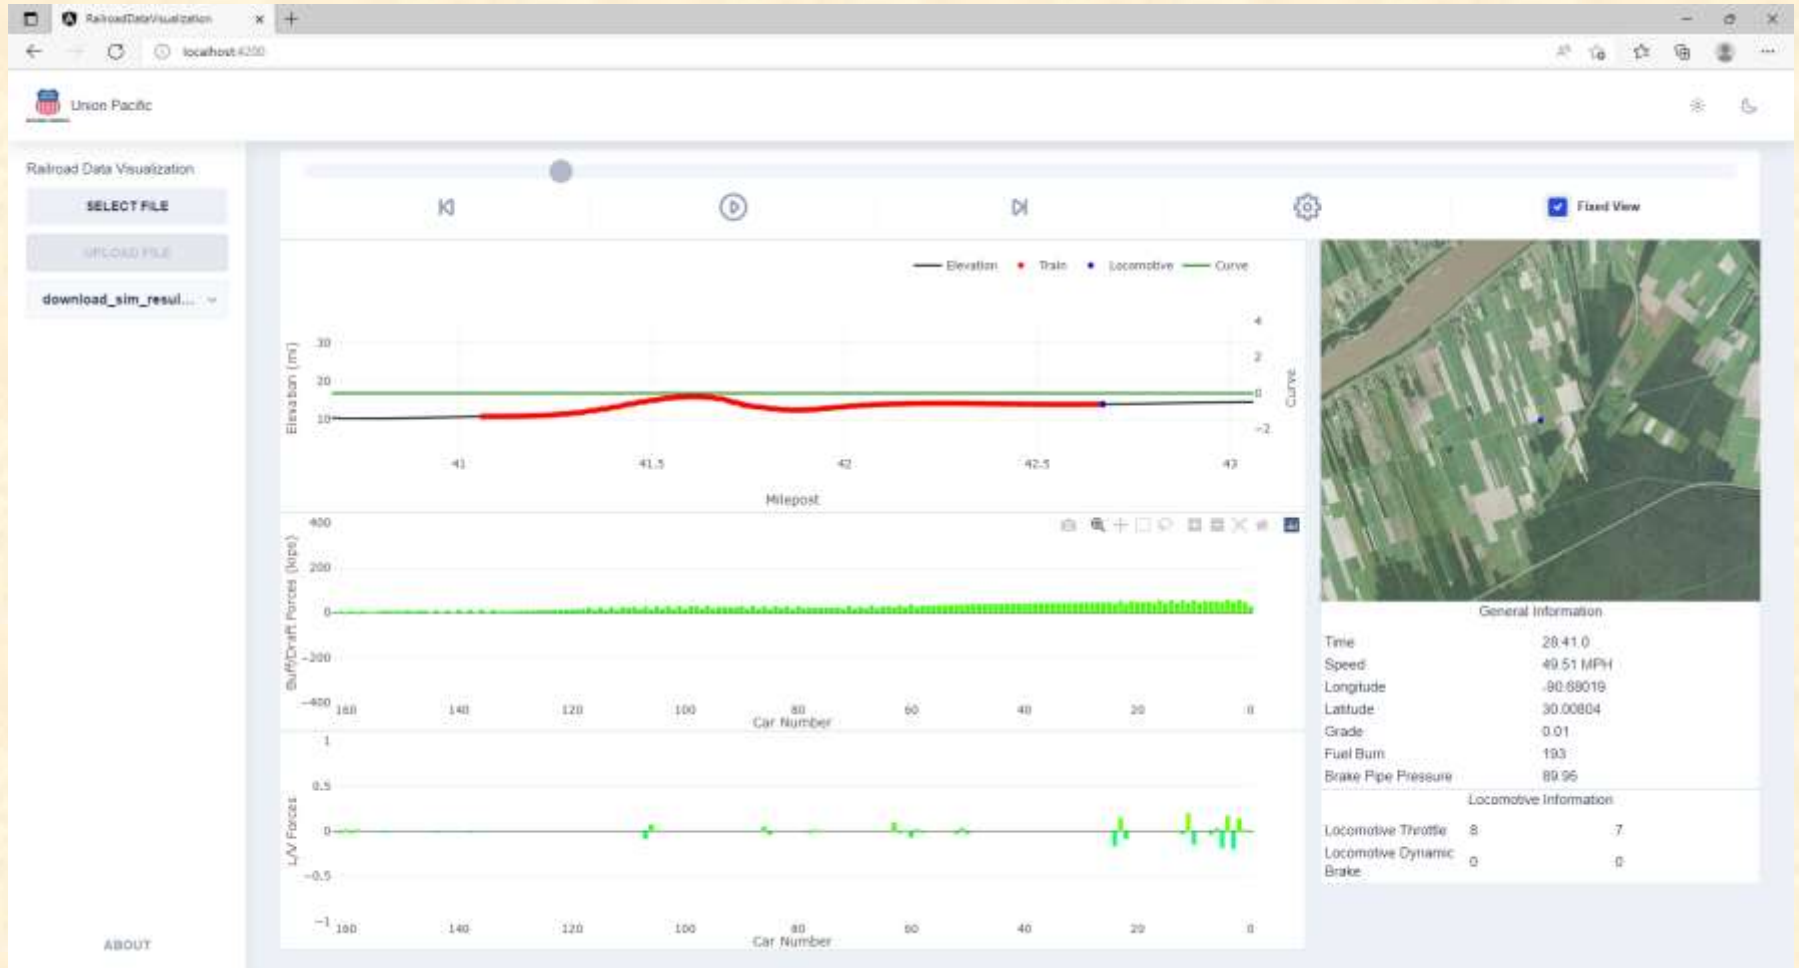 RailroadDataVisualization
localhost:4200
Union Pacific
Railroad Data Visualization
SELECT FILE
UPLOAD FILE
download_sim_resul...
ABOUT
Fixed View
Elevation Train Locomotive Curve
Elevation (mi)
30
20
10
4
2
0
-2
Curve
41 41.5 42 42.5 43
Milepost
Buff/Draft Forces (kips)
400
200
0
-200
-400
160 140 120 100 80 60 40 20 0
Car Number
L/V Forces
1
0.5
0
-0.5
-1
160 140 120 100 80 60 40 20 0
Car Number
General Information
Time 28:41.0
Speed 49.51 MPH
Longitude -90.68019
Latitude 30.00804
Grade 0.01
Fuel Burn 193
Brake Pipe Pressure 89.95
Locomotive Information
Locomotive Throttle 8 7
Locomotive Dynamic
Brake 0 0